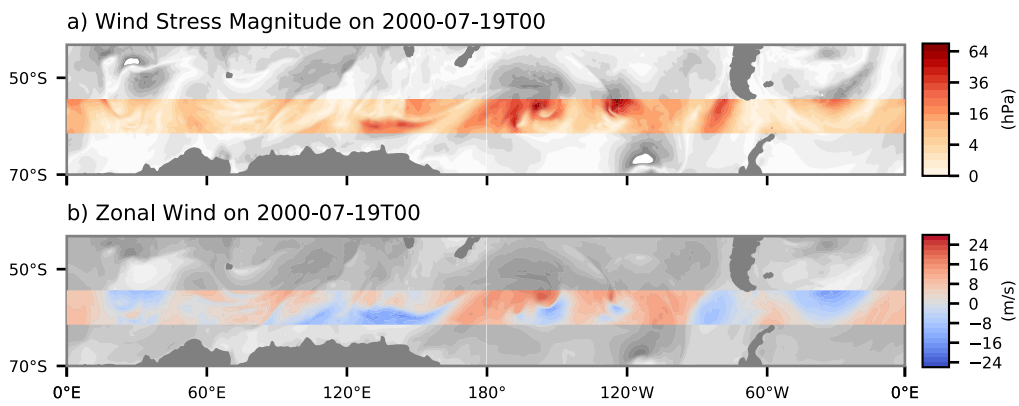 a) Wind Stress Magnitude on 2000-07-19T00
50°S
70°S
64
36
16
4
0
(hPa)
b) Zonal Wind on 2000-07-19T00
50°S
70°S
0°E
60°E
120°E
180°
120°W
60°W
0°E
24
16
8
0
−8
−16
−24
(m/s)